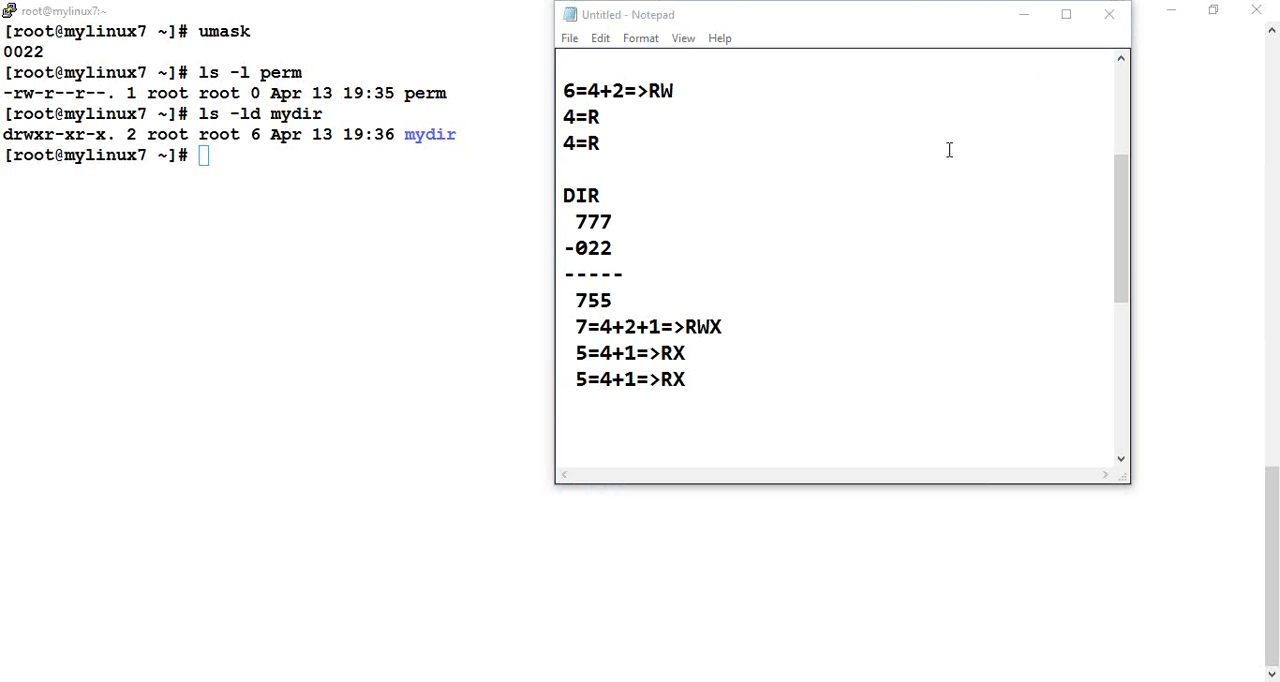 root@mylinux7:~
[root@mylinux7 ~]# umask
0022
[root@mylinux7 ~]# ls -l perm
-rw-r--r--. 1 root root 0 Apr 13 19:35 perm
[root@mylinux7 ~]# ls -ld mydir
drwxr-xr-x. 2 root root 6 Apr 13 19:36 mydir
[root@mylinux7 ~]#
Untitled - Notepad
File Edit Format View Help
6=4+2=>RW
4=R
4=R
DIR
777
-022
-----
755
7=4+2+1=>RWX
5=4+1=>RX
5=4+1=>RX